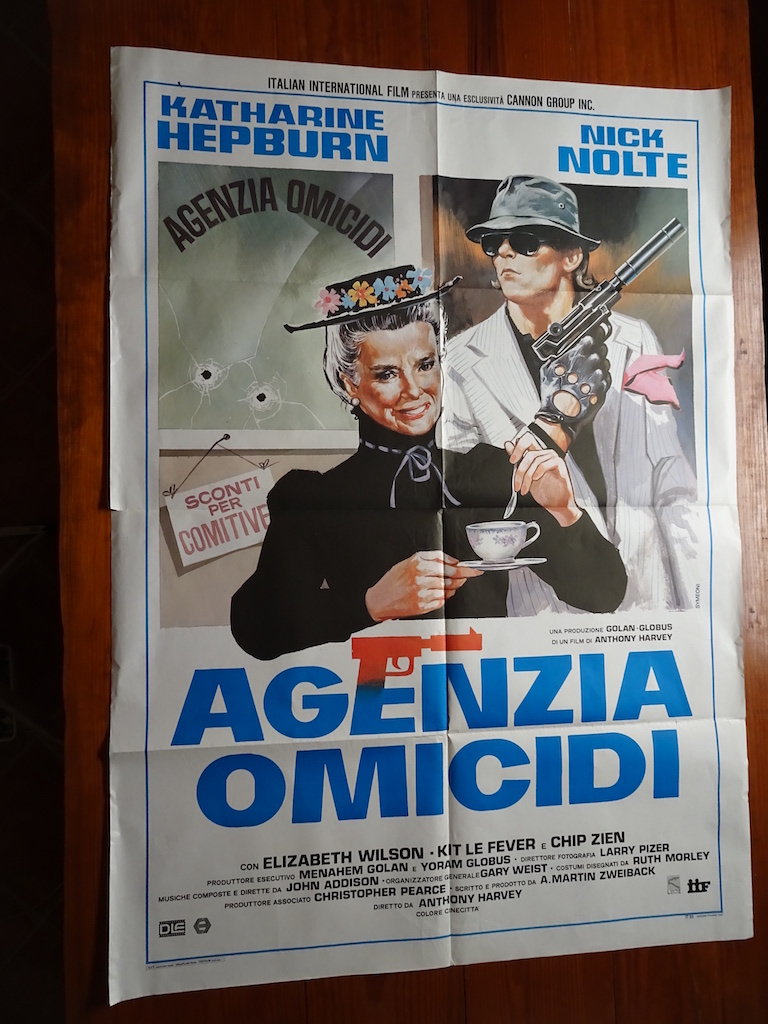 ITALIAN INTERNATIONAL FILM PRESENTA UNA ESCLUSIVITÀ CANNON GROUP INC.
KATHARINE
HEPBURN
NICK
NOLTE
AGENZIA OMICIDI
SCONTI
PER
COMITIVE
SYMEONI
UNA PRODUZIONE GOLAN-GLOBUS
DI UN FILM DI ANTHONY HARVEY
AGENZIA
OMICIDI
CON ELIZABETH WILSON · KIT LE FEVER E CHIP ZIEN
PRODUTTORE ESECUTIVO MENAHEM GOLAN E YORAM GLOBUS · DIRETTORE FOTOGRAFIA LARRY PIZER
MUSICHE COMPOSTE E DIRETTE DA JOHN ADDISON · ORGANIZZATORE GENERALE GARY WEIST · COSTUMI DISEGNATI DA RUTH MORLEY
PRODUTTORE ASSOCIATO CHRISTOPHER PEARCE · SCRITTO E PRODOTTO DA A. MARTIN ZWEIBACK
DIRETTO DA ANTHONY HARVEY
COLORE CINECITTÀ
DLE
IIF